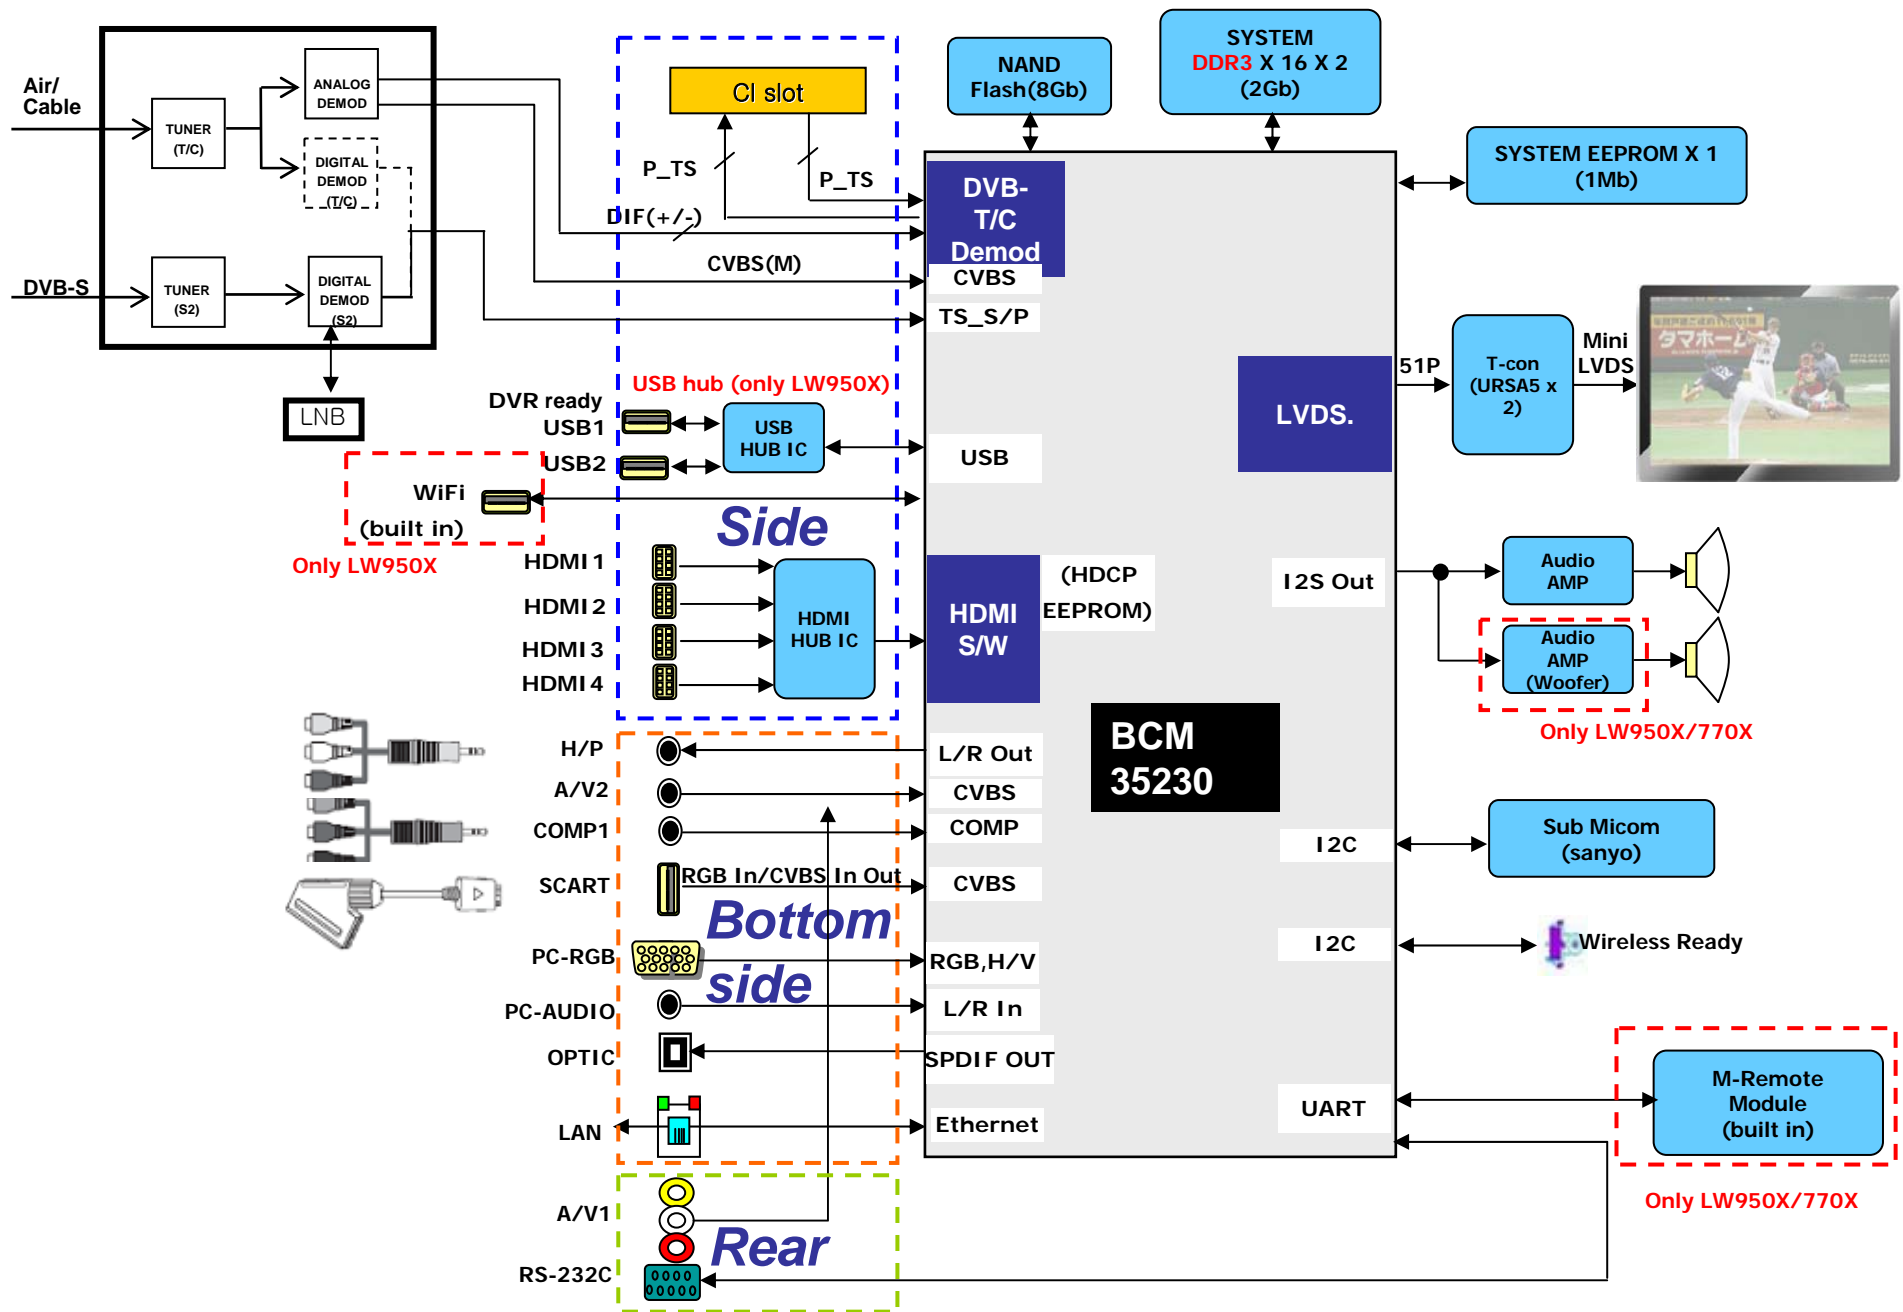 Air/
Cable
TUNER
(T/C)
ANALOG
DEMOD
DIGITAL
DEMOD
(T/C)
DVB-S
TUNER
(S2)
DIGITAL
DEMOD
(S2)
LNB
CI slot
P_TS
P_TS
DIF(+/-)
CVBS(M)
NAND
Flash(8Gb)
SYSTEM
DDR3 X 16 X 2
(2Gb)
SYSTEM EEPROM X 1
(1Mb)
DVB-
T/C
Demod
CVBS
TS_S/P
USB hub (only LW950X)
DVR ready
USB1
USB2
USB
HUB IC
USB
WiFi
(built in)
Only LW950X
Side
HDMI1
HDMI2
HDMI3
HDMI4
HDMI
HUB IC
HDMI
S/W
(HDCP
EEPROM)
LVDS.
51P
T-con
(URSA5 x
2)
Mini
LVDS
タマホーム
I2S Out
Audio
AMP
Audio
AMP
(Woofer)
Only LW950X/770X
BCM
35230
H/P
L/R Out
A/V2
CVBS
COMP1
COMP
SCART
RGB In/CVBS In Out
CVBS
Bottom
side
PC-RGB
RGB,H/V
PC-AUDIO
L/R In
OPTIC
SPDIF OUT
LAN
Ethernet
I2C
Sub Micom
(sanyo)
I2C
Wireless Ready
UART
M-Remote
Module
(built in)
Only LW950X/770X
A/V1
Rear
RS-232C